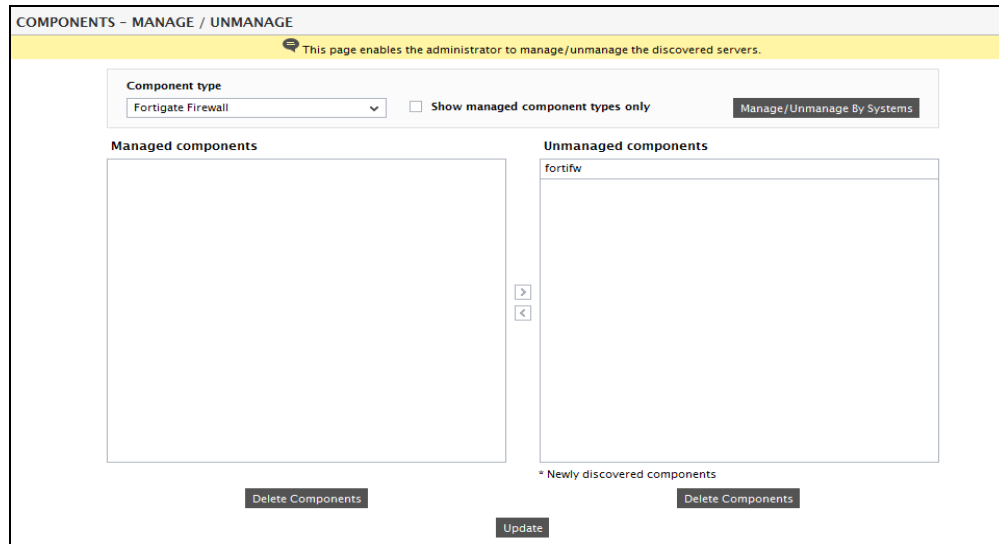 COMPONENTS - MANAGE / UNMANAGE
This page enables the administrator to manage/unmanage the discovered servers.
Component type
Fortigate Firewall
Show managed component types only
Manage/Unmanage By Systems
Managed components
Unmanaged components
fortifw
>
<
* Newly discovered components
Delete Components
Delete Components
Update